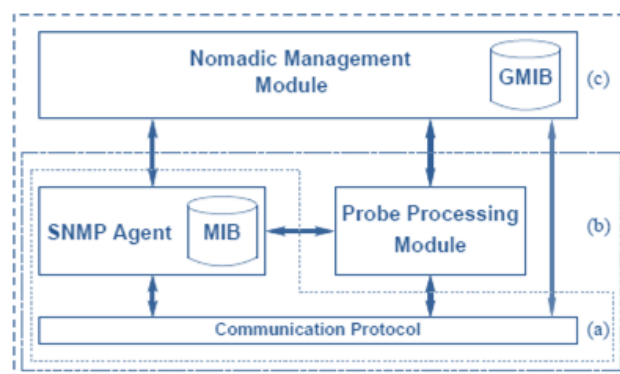 Nomadic Management
Module
GMIB
(c)
SNMP Agent
MIB
Probe Processing
Module
(b)
Communication Protocol
(a)